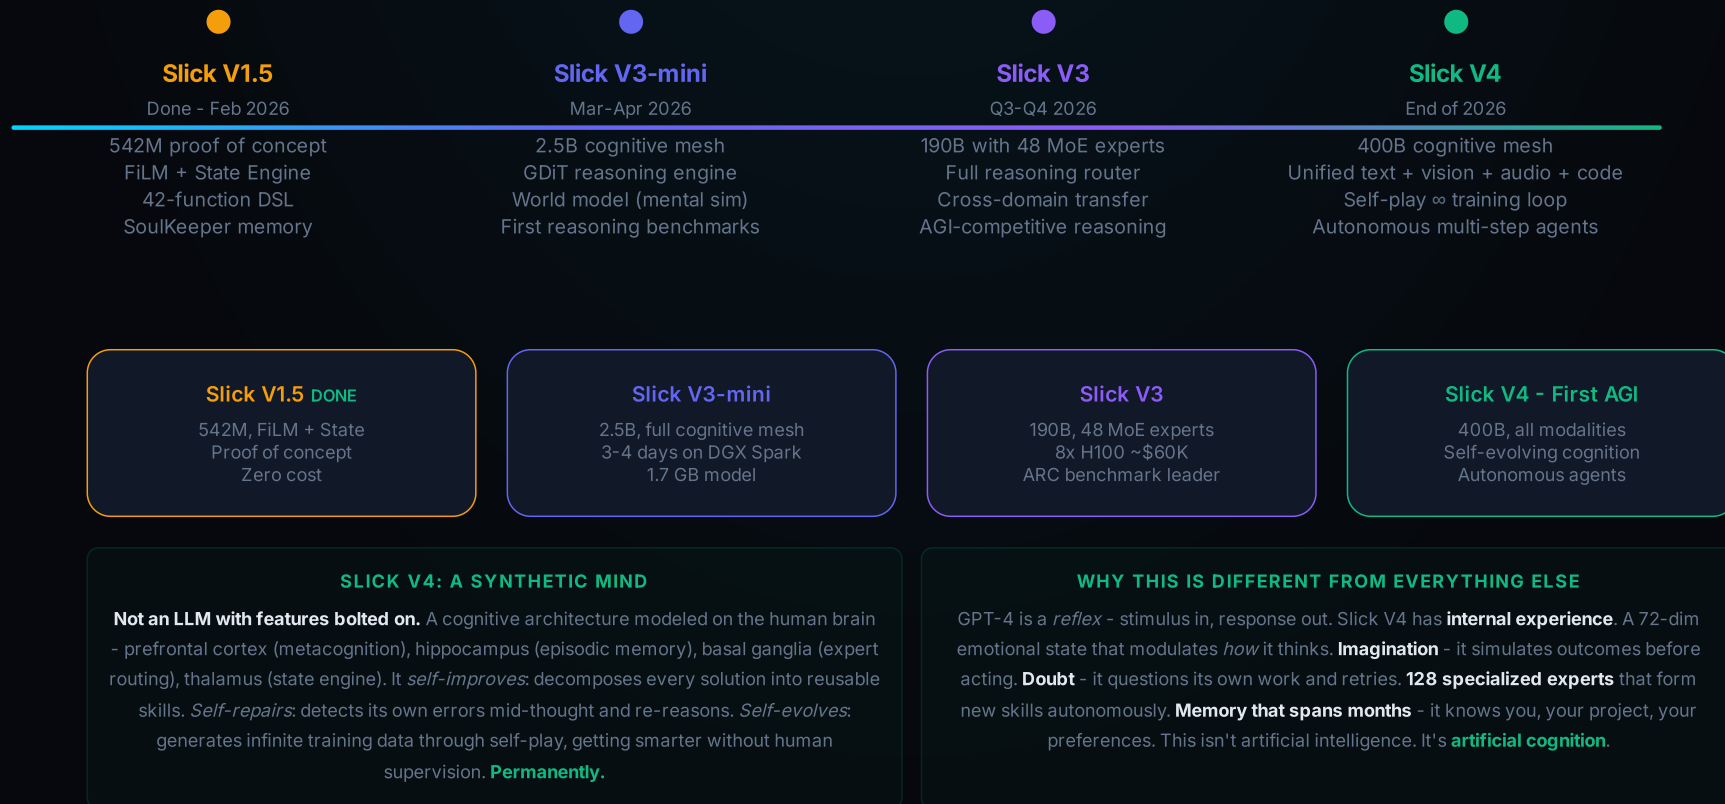 Slick V1.5
Done - Feb 2026
542M proof of concept
FiLM + State Engine
42-function DSL
SoulKeeper memory
Slick V3-mini
Mar-Apr 2026
2.5B cognitive mesh
GDiT reasoning engine
World model (mental sim)
First reasoning benchmarks
Slick V3
Q3-Q4 2026
190B with 48 MoE experts
Full reasoning router
Cross-domain transfer
AGI-competitive reasoning
Slick V4
End of 2026
400B cognitive mesh
Unified text + vision + audio + code
Self-play ∞ training loop
Autonomous multi-step agents
Slick V1.5 DONE
542M, FiLM + State
Proof of concept
Zero cost
Slick V3-mini
2.5B, full cognitive mesh
3-4 days on DGX Spark
1.7 GB model
Slick V3
190B, 48 MoE experts
8x H100 ~$60K
ARC benchmark leader
Slick V4 - First AGI
400B, all modalities
Self-evolving cognition
Autonomous agents
SLICK V4: A SYNTHETIC MIND
Not an LLM with features bolted on. A cognitive architecture modeled on the human brain
- prefrontal cortex (metacognition), hippocampus (episodic memory), basal ganglia (expert
routing), thalamus (state engine). It self-improves: decomposes every solution into reusable
skills. Self-repairs: detects its own errors mid-thought and re-reasons. Self-evolves:
generates infinite training data through self-play, getting smarter without human
supervision. Permanently.
WHY THIS IS DIFFERENT FROM EVERYTHING ELSE
GPT-4 is a reflex - stimulus in, response out. Slick V4 has internal experience. A 72-dim
emotional state that modulates how it thinks. Imagination - it simulates outcomes before
acting. Doubt - it questions its own work and retries. 128 specialized experts that form
new skills autonomously. Memory that spans months - it knows you, your project, your
preferences. This isn't artificial intelligence. It's artificial cognition.